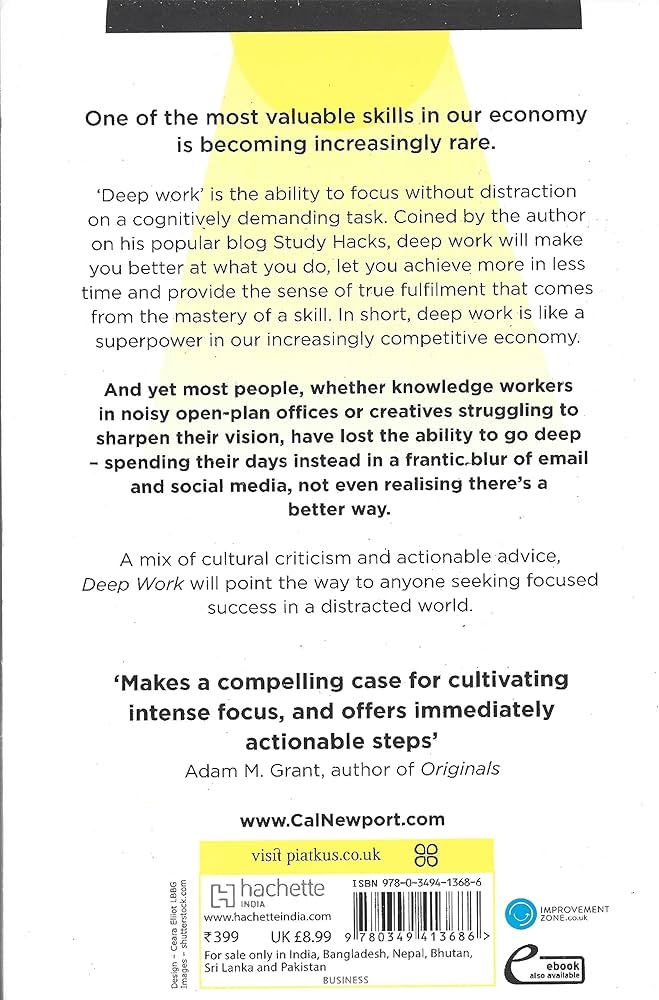 One of the most valuable skills in our economy
is becoming increasingly rare.
‘Deep work’ is the ability to focus without distraction
on a cognitively demanding task. Coined by the author
on his popular blog Study Hacks, deep work will make
you better at what you do, let you achieve more in less
time and provide the sense of true fulfilment that comes
from the mastery of a skill. In short, deep work is like a
superpower in our increasingly competitive economy.
And yet most people, whether knowledge workers
in noisy open-plan offices or creatives struggling to
sharpen their vision, have lost the ability to go deep
– spending their days instead in a frantic blur of email
and social media, not even realising there’s a
better way.
A mix of cultural criticism and actionable advice,
Deep Work will point the way to anyone seeking focused
success in a distracted world.
‘Makes a compelling case for cultivating
intense focus, and offers immediately
actionable steps’
Adam M. Grant, author of Originals
www.CalNewport.com
visit piatkus.co.uk
hachette
INDIA
www.hachetteindia.com
₹399 UK £8.99
ISBN 978-0-3494-1368-6
9 780349 413686 >
For sale only in India, Bangladesh, Nepal, Bhutan,
Sri Lanka and Pakistan
BUSINESS
Design – Ceara Elliot LBBG
Images – shutterstock.com
IMPROVEMENT
ZONE.co.uk
ebook
also available